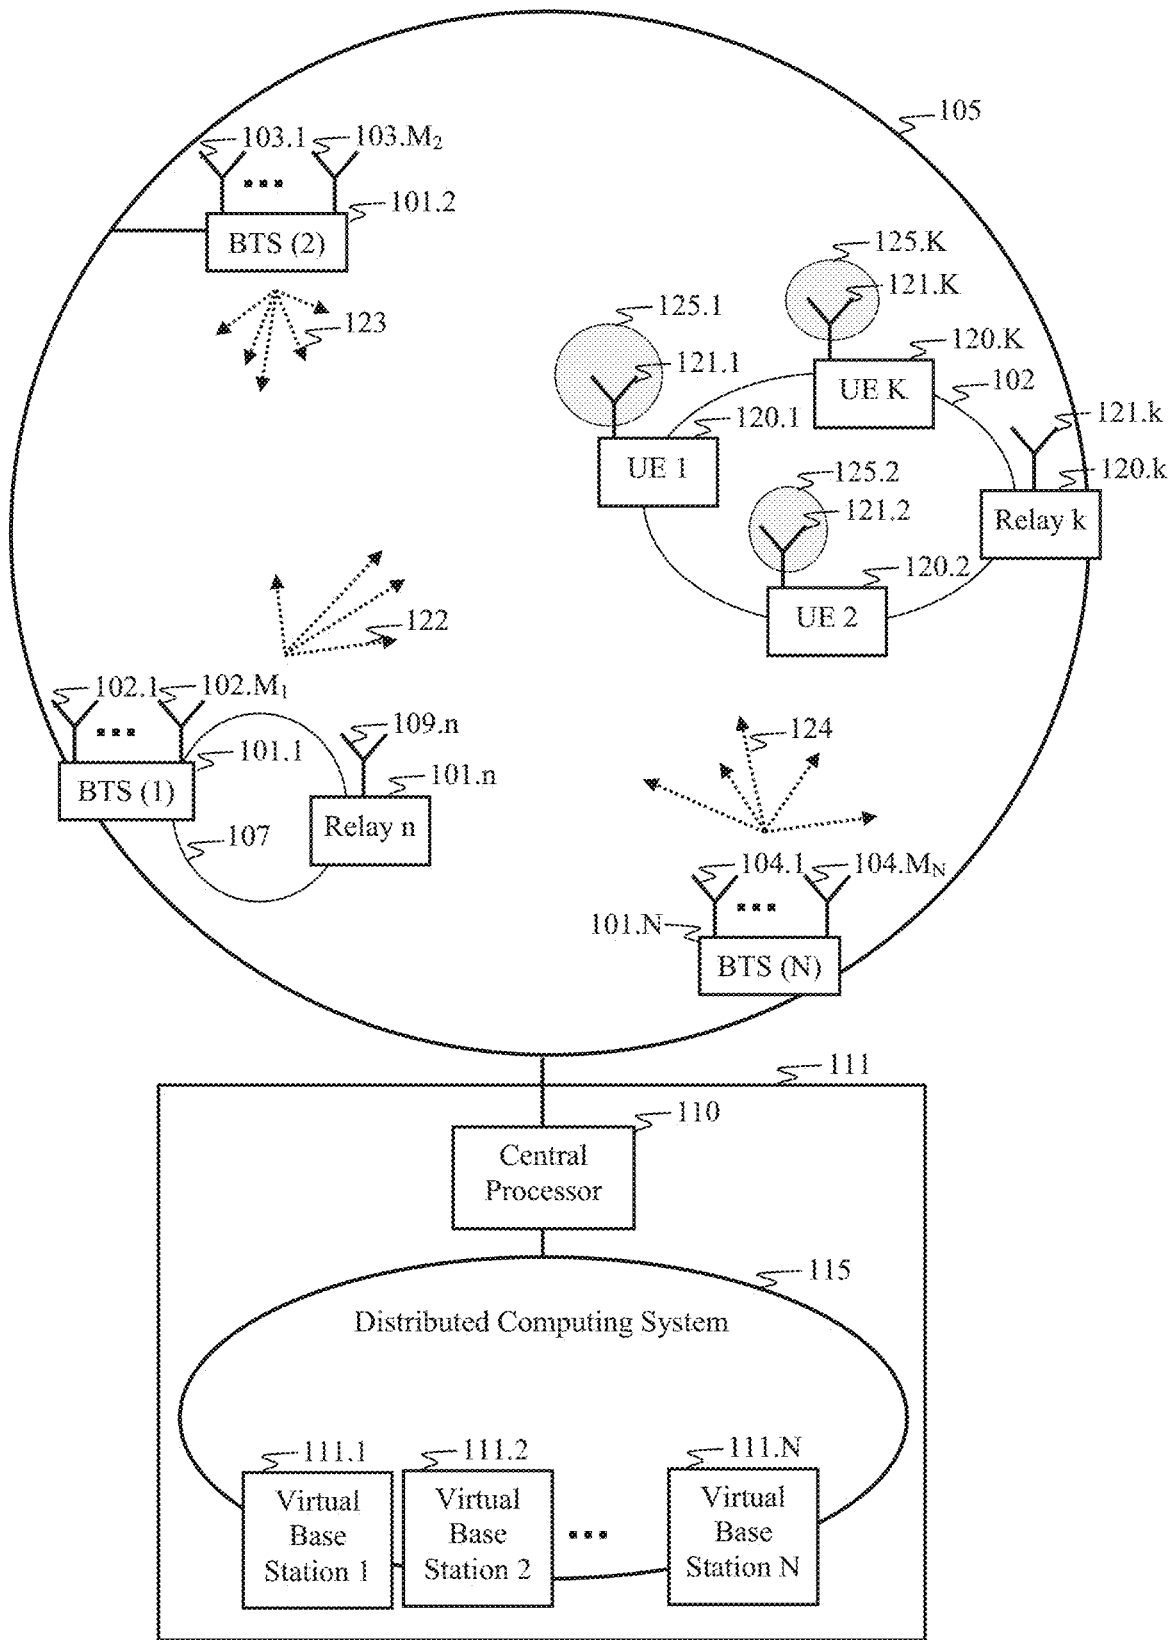 105
103.1
103.M2
101.2
BTS (2)
123
125.K
121.K
125.1
121.1
120.K
UE K
102
120.1
121.k
UE 1
125.2
120.k
121.2
Relay k
120.2
UE 2
122
102.1
102.M1
109.n
124
101.1
BTS (1)
101.n
Relay n
107
104.1
104.MN
101.N
BTS (N)
111
110
Central
Processor
115
Distributed Computing System
111.1
111.2
111.N
Virtual
Base
Station 1
Virtual
Base
Station 2
Virtual
Base
Station N